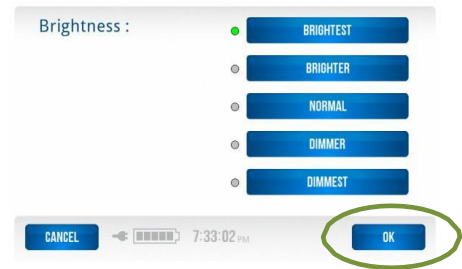 Brightness :
BRIGHTEST
BRIGHTER
NORMAL
DIMMER
DIMMEST
CANCEL 7:33:02 PM OK